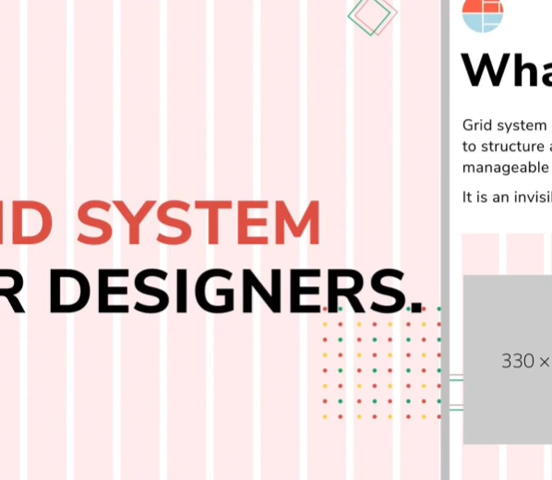 ID SYSTEM
R DESIGNERS.
Wha
Grid system
to structure a
manageable
It is an invisi
330 ×